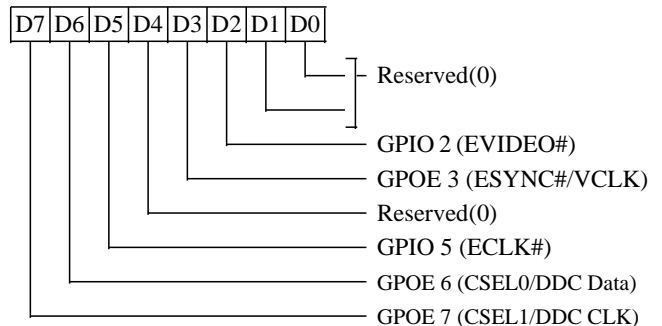 D7 D6 D5 D4 D3 D2 D1 D0
Reserved(0)
GPIO 2 (EVIDEO#)
GPOE 3 (ESYNC#/VCLK)
Reserved(0)
GPIO 5 (ECLK#)
GPOE 6 (CSEL0/DDC Data)
GPOE 7 (CSEL1/DDC CLK)